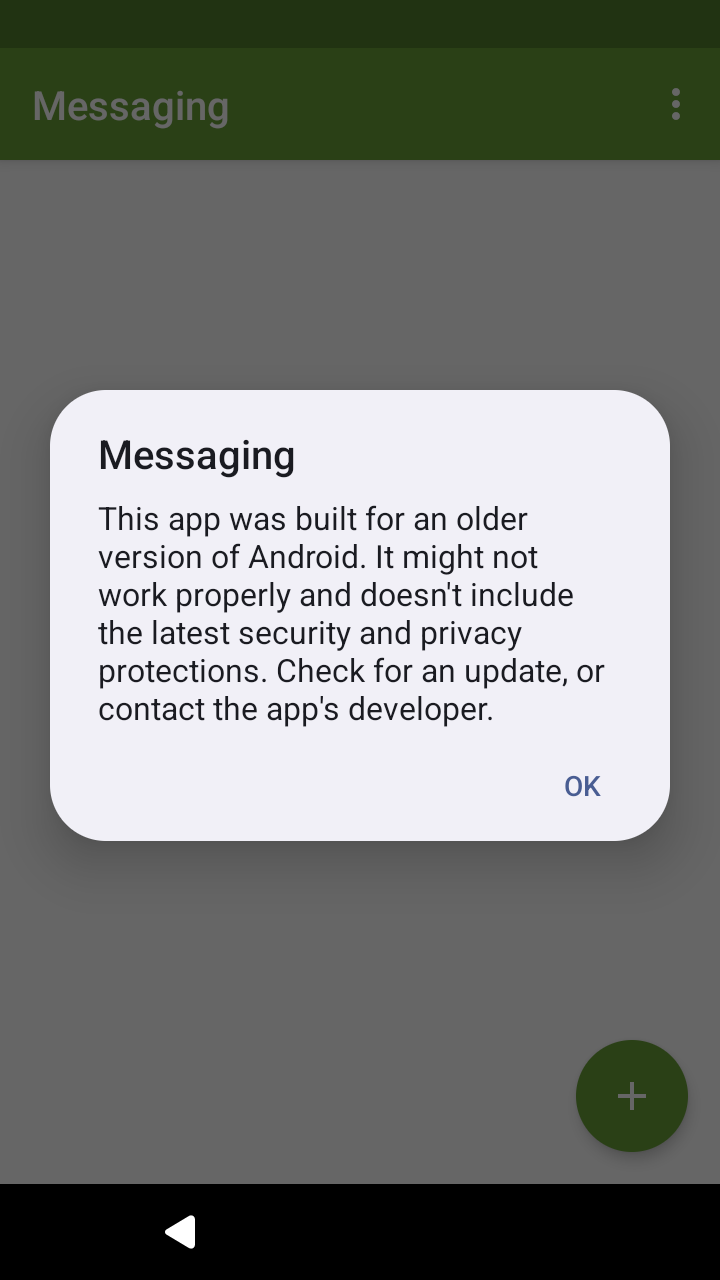 Messaging
Messaging
This app was built for an older
version of Android. It might not
work properly and doesn't include
the latest security and privacy
protections. Check for an update, or
contact the app's developer.
OK